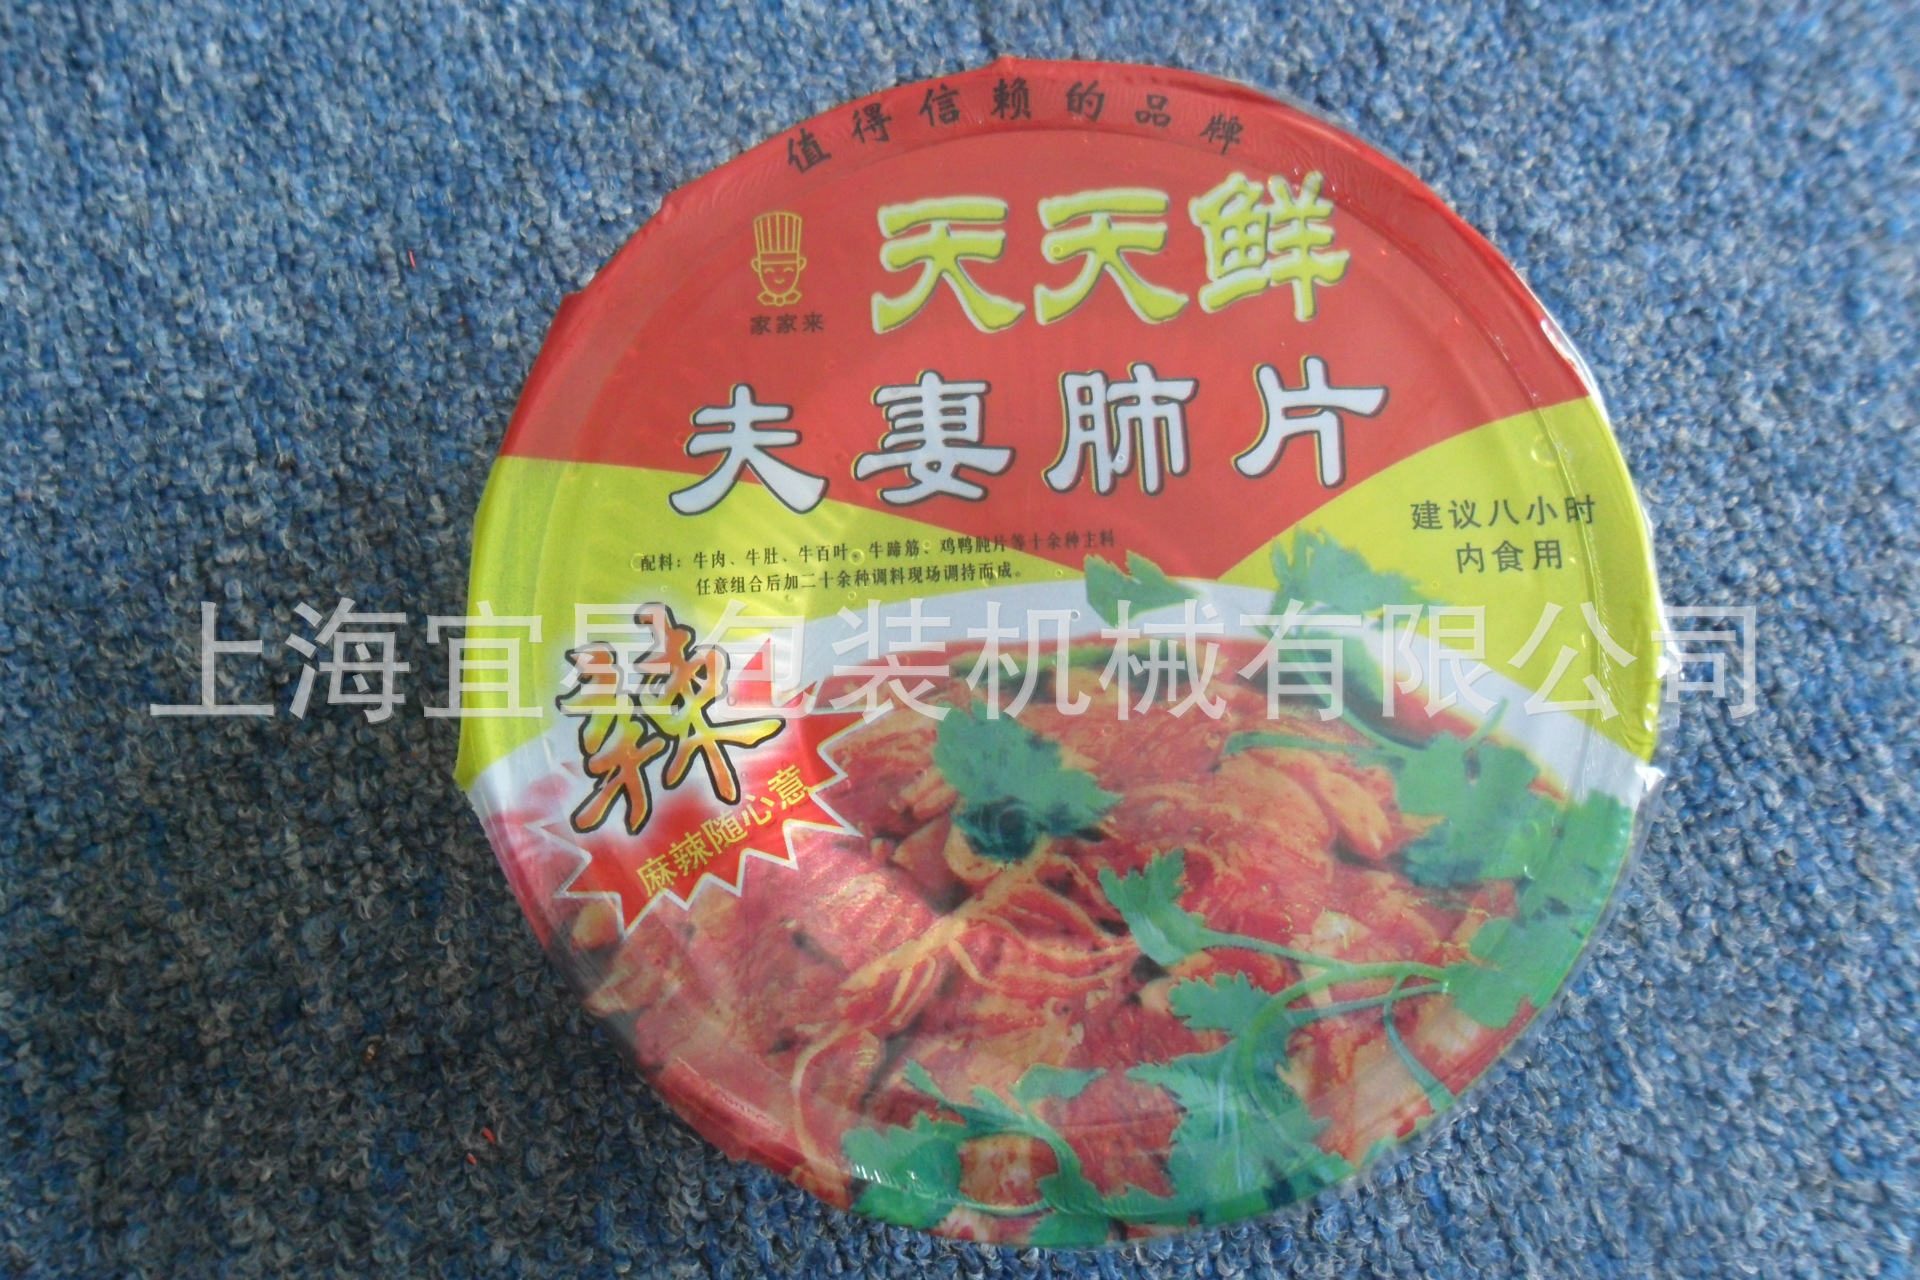 值得信赖的品牌
天天鲜
家家来
夫妻肺片
建议八小时
内食用
配料：牛肉、牛肚、牛百叶、牛蹄筋、鸡鸭肫片等十余种主料
任意组合后加二十余种调料现场调持而成。
上海宜星包装机械有限公司
辣
麻辣随心意